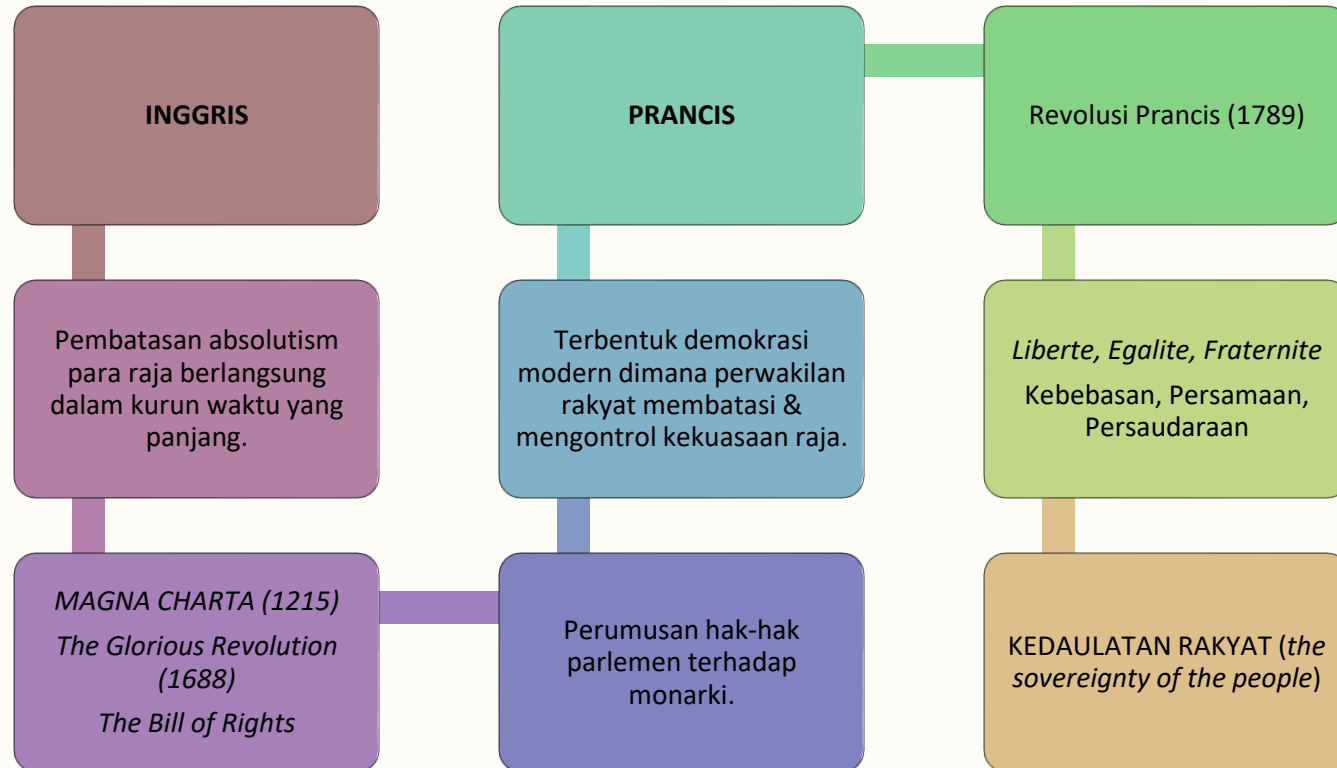 INGGRIS
Pembatasan absolutism
para raja berlangsung
dalam kurun waktu yang
panjang.
MAGNA CHARTA (1215)
The Glorious Revolution
(1688)
The Bill of Rights
Perumusan hak-hak
parlemen terhadap
monarki.
Terbentuk demokrasi
modern dimana perwakilan
rakyat membatasi &
mengontrol kekuasaan raja.
PRANCIS
Revolusi Prancis (1789)
Liberte, Egalite, Fraternite
Kebebasan, Persamaan,
Persaudaraan
KEDAULATAN RAKYAT (the
sovereignty of the people)